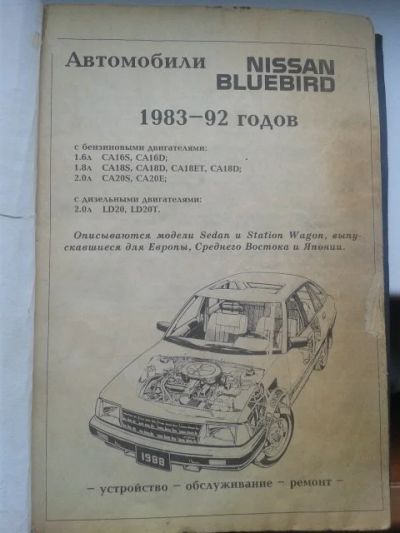 Автомобили NISSAN
BLUEBIRD
1983-92 годов
с бензиновыми двигателями:
1.6л CA16S, CA16D;
1.8л CA18S, CA18D, CA18ET, CA18D;
2.0л CA20S, CA20E;
с дизельными двигателями:
2.0л LD20, LD20T.
Описываются модели Sedan и Station Wagon, выпу-
скавшиеся для Европы, Среднего Востока и Японии.
1988
- устройство - обслуживание - ремонт -